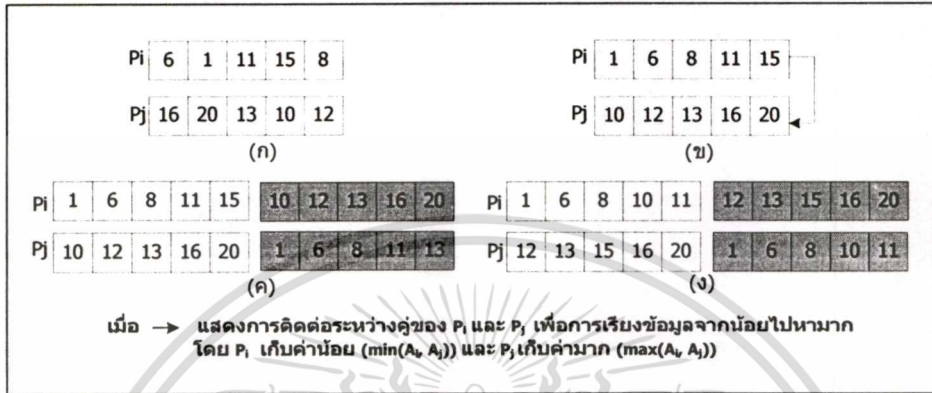 Pi 6 1 11 15 8
Pj 16 20 13 10 12
(ก)
Pi 1 6 8 11 15
Pj 10 12 13 16 20
(ข)
Pi 1 6 8 11 15 10 12 13 16 20
Pj 10 12 13 16 20 1 6 8 11 13
(ค)
Pi 1 6 8 10 11 12 13 15 16 20
Pj 12 13 15 16 20 1 6 8 10 11
(ง)
เมื่อ → แสดงการติดต่อระหว่างคู่ของ Pi และ Pj เพื่อการเรียงข้อมูลจากน้อยไปหามาก
โดย Pi เก็บค่าน้อย (min(Ai, Aj)) และ Pj เก็บค่ามาก (max(Ai, Aj))